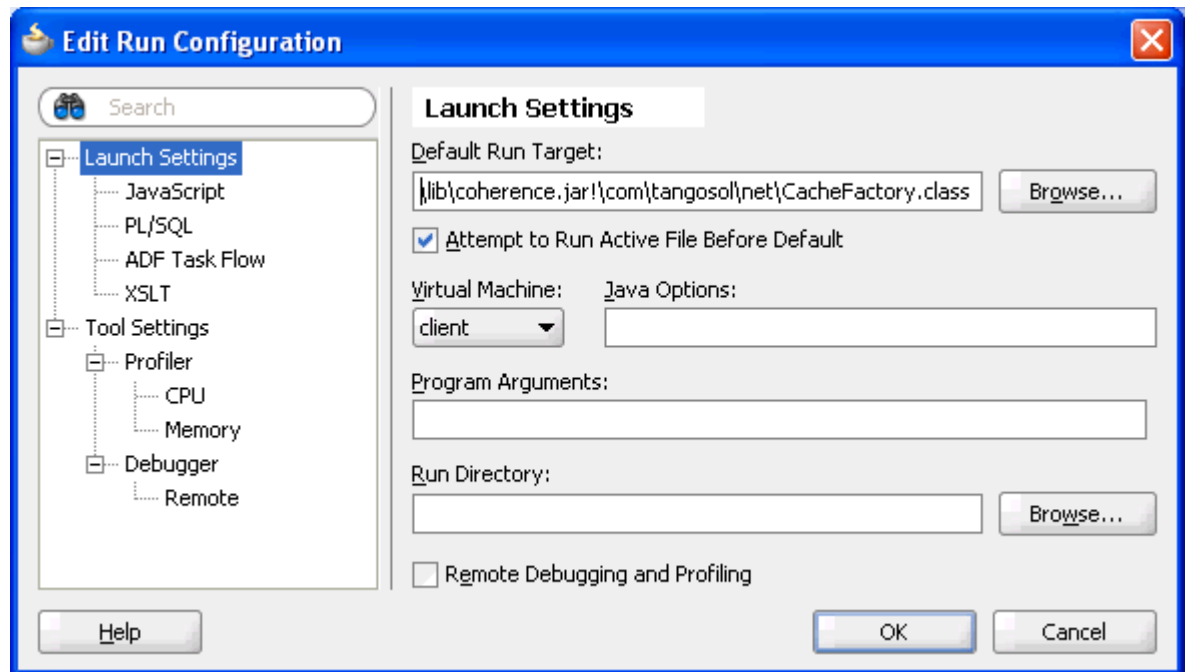 Edit Run Configuration
Search
Launch Settings
JavaScript
PL/SQL
ADF Task Flow
XSLT
Tool Settings
Profiler
CPU
Memory
Debugger
Remote
Launch Settings
Default Run Target:
\lib\coherence.jar!\com\tangosol\net\CacheFactory.class
Browse...
Attempt to Run Active File Before Default
Virtual Machine: Java Options:
client
Program Arguments:
Run Directory:
Browse...
Remote Debugging and Profiling
Help OK Cancel